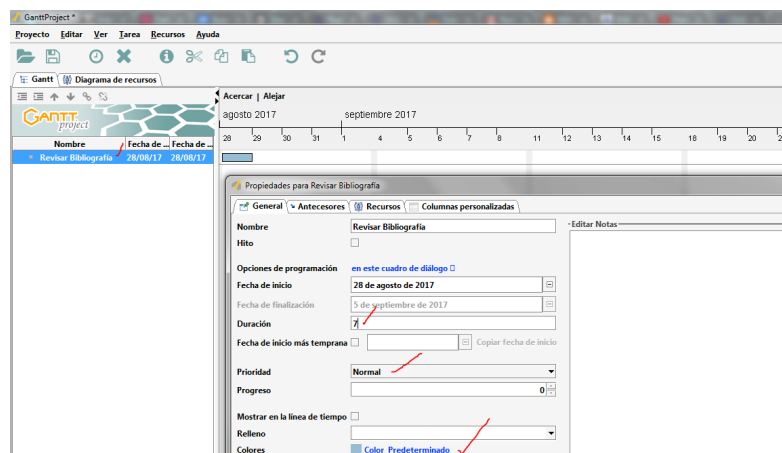 GanttProject *
Proyecto Editar Ver Tarea Recursos Ayuda
Gantt Diagrama de recursos
GANTT project
Acercar | Alejar
agosto 2017 septiembre 2017
28 29 30 31 1 4 5 6 7 8 11 12 13 14 15 18 19 20
Nombre Fecha de ... Fecha de ...
Revisar Bibliografía 28/08/17 28/08/17
Propiedades para Revisar Bibliografía
General Antecesores Recursos Columnas personalizadas
Nombre Revisar Bibliografía
Editar Notas
Hito
Opciones de programación en este cuadro de diálogo
Fecha de inicio 28 de agosto de 2017
Fecha de finalización 5 de septiembre de 2017
Duración 7
Fecha de inicio más temprana Copiar fecha de inicio
Prioridad Normal
Progreso 0
Mostrar en la línea de tiempo
Relleno
Colores Color Predeterminado